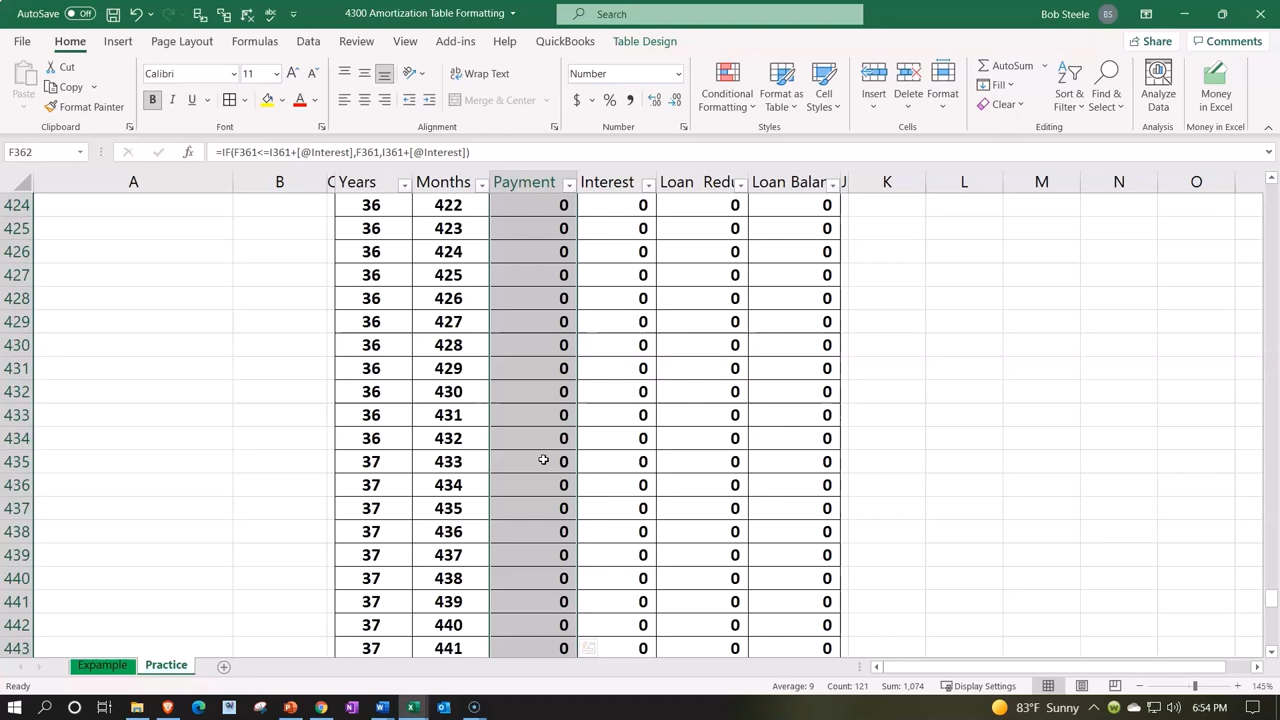 AutoSave Off
4300 Amortization Table Formatting
Search
Bob Steele BS
File Home Insert Page Layout Formulas Data Review View Add-ins Help QuickBooks Table Design Share Comments
Paste Cut Copy Format Painter Clipboard
Calibri 11 B I U Font
Wrap Text Merge & Center Alignment
Number $ % Number
Conditional Formatting Format as Table Cell Styles Styles
Insert Delete Format Cells
AutoSum Fill Clear Sort & Filter Find & Select Editing
Analyze Data Analysis
Money in Excel Money in Excel
F362 fx =IF(F361<=I361+[@Interest],F361,I361+[@Interest])
A B C Years Months Payment Interest Loan Redu Loan Balar J K L M N O
424 36 422 0 0 0 0
425 36 423 0 0 0 0
426 36 424 0 0 0 0
427 36 425 0 0 0 0
428 36 426 0 0 0 0
429 36 427 0 0 0 0
430 36 428 0 0 0 0
431 36 429 0 0 0 0
432 36 430 0 0 0 0
433 36 431 0 0 0 0
434 36 432 0 0 0 0
435 37 433 0 0 0 0
436 37 434 0 0 0 0
437 37 435 0 0 0 0
438 37 436 0 0 0 0
439 37 437 0 0 0 0
440 37 438 0 0 0 0
441 37 439 0 0 0 0
442 37 440 0 0 0 0
443 37 441 0 0 0 0
Expample Practice
Ready Average: 9 Count: 121 Sum: 1,074 Display Settings 145%
83°F Sunny 6:54 PM